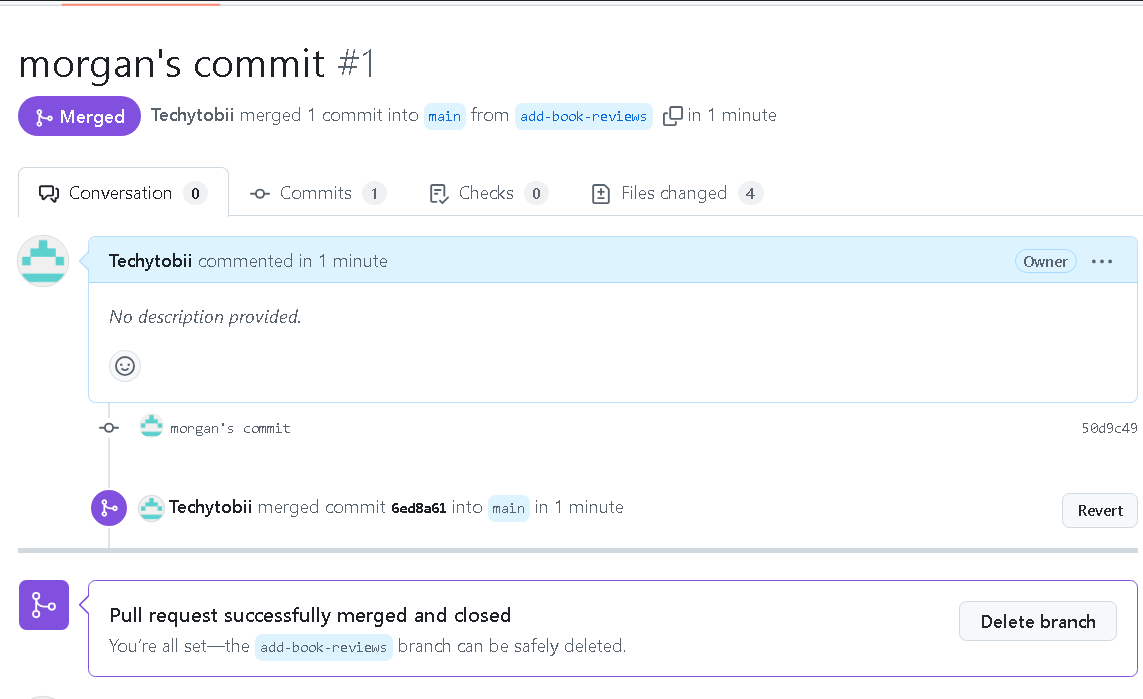 morgan's commit #1
Merged Techytobii merged 1 commit into main from add-book-reviews in 1 minute
Conversation 0 Commits 1 Checks 0 Files changed 4
Techytobii commented in 1 minute Owner
No description provided.
morgan's commit 50d9c49
Techytobii merged commit 6ed8a61 into main in 1 minute
Revert
Pull request successfully merged and closed
You're all set—the add-book-reviews branch can be safely deleted.
Delete branch